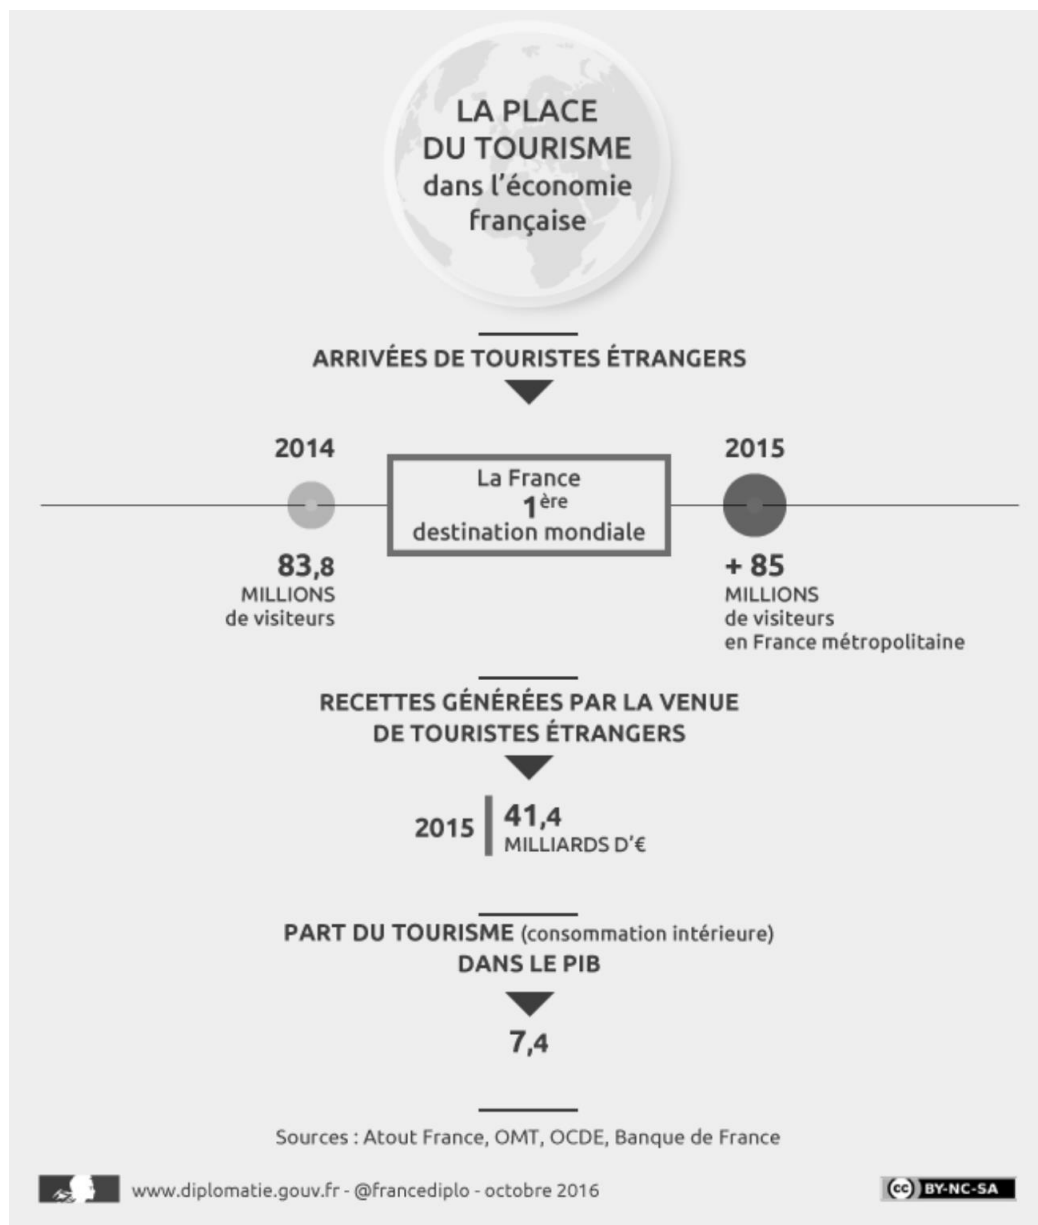 LA PLACE
DU TOURISME
dans l'économie
française
ARRIVÉES DE TOURISTES ÉTRANGERS
2014
83,8
MILLIONS
de visiteurs
La France
1ère
destination mondiale
2015
+ 85
MILLIONS
de visiteurs
en France métropolitaine
RECETTES GÉNÉRÉES PAR LA VENUE
DE TOURISTES ÉTRANGERS
2015
41,4
MILLIARDS D'€
PART DU TOURISME (consommation intérieure)
DANS LE PIB
7,4
Sources : Atout France, OMT, OCDE, Banque de France
www.diplomatie.gouv.fr - @francediplo - octobre 2016
cc BY-NC-SA